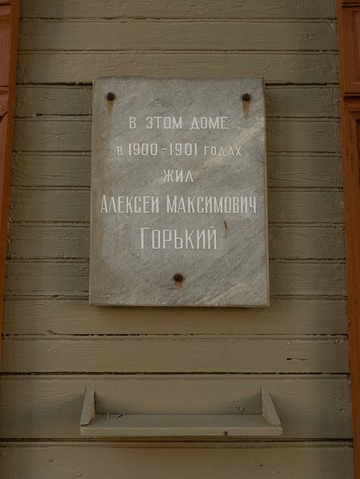 В ЭТОМ ДОМЕ
В 1900-1901 ГОДАХ
ЖИЛ
АЛЕКСЕЙ МАКСИМОВИЧ
ГОРЬКИЙ